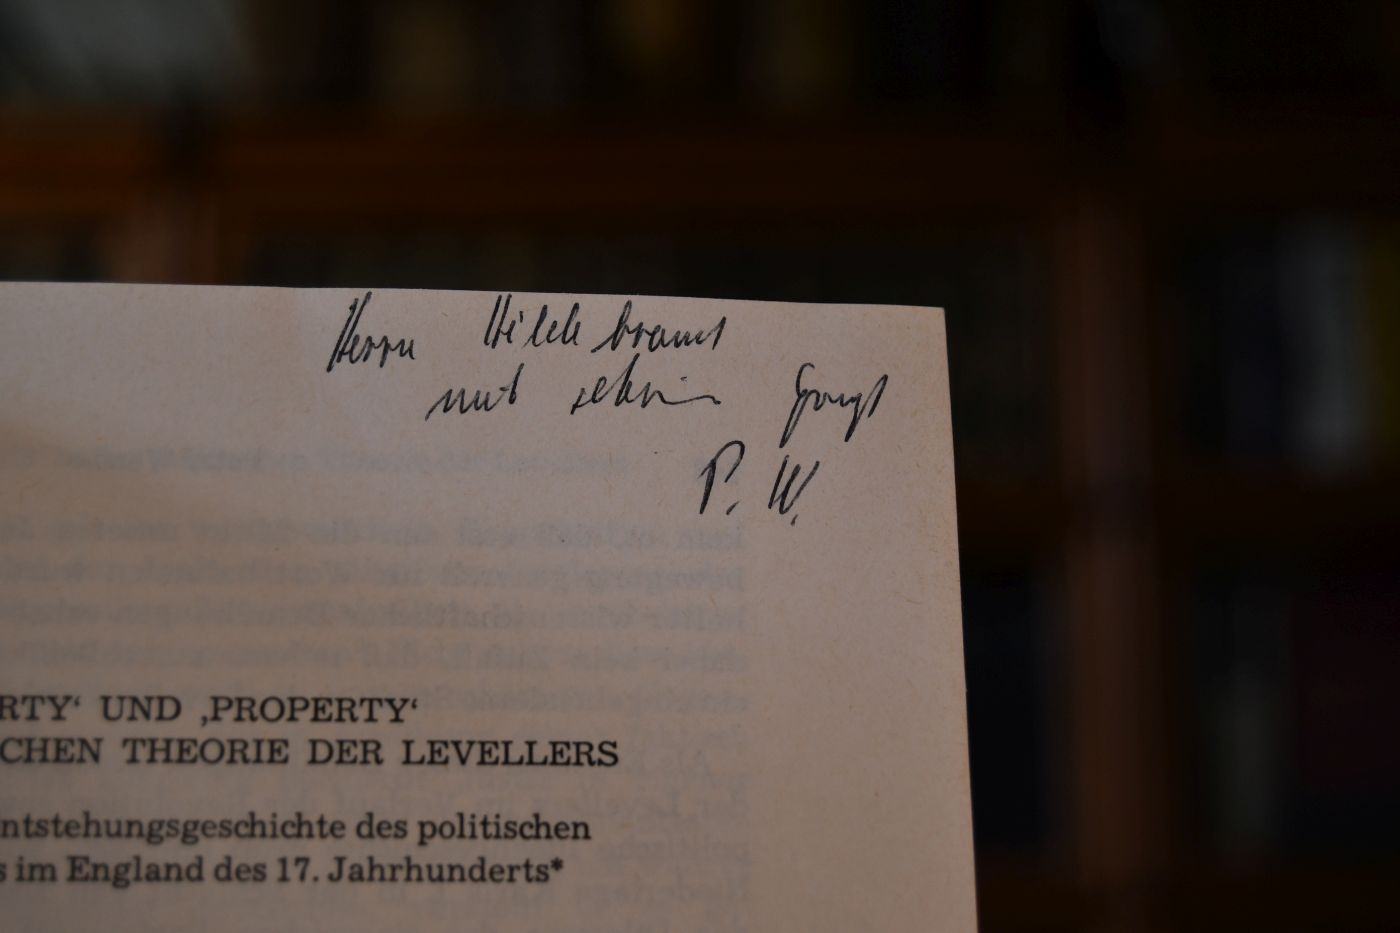 Herrn Hildebrandt
mit schönem Gruß
P. W.
RTY‘ UND ‚PROPERTY‘
CHEN THEORIE DER LEVELLERS
ntstehungsgeschichte des politischen
s im England des 17. Jahrhunderts*